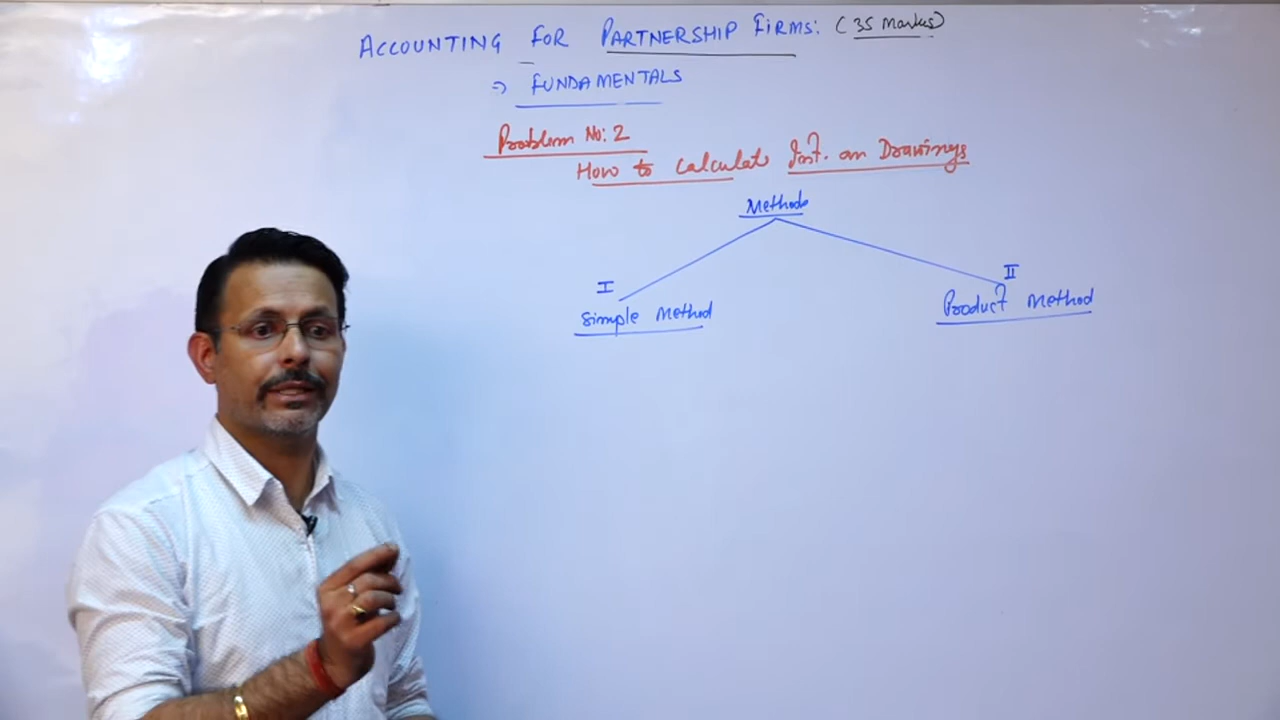 ACCOUNTING FOR PARTNERSHIP FIRMS: (35 Marks)
⇒ FUNDAMENTALS
Problem No: 2
How to calculate Int. on Drawings
Methods
I
Simple Method
II
Product Method